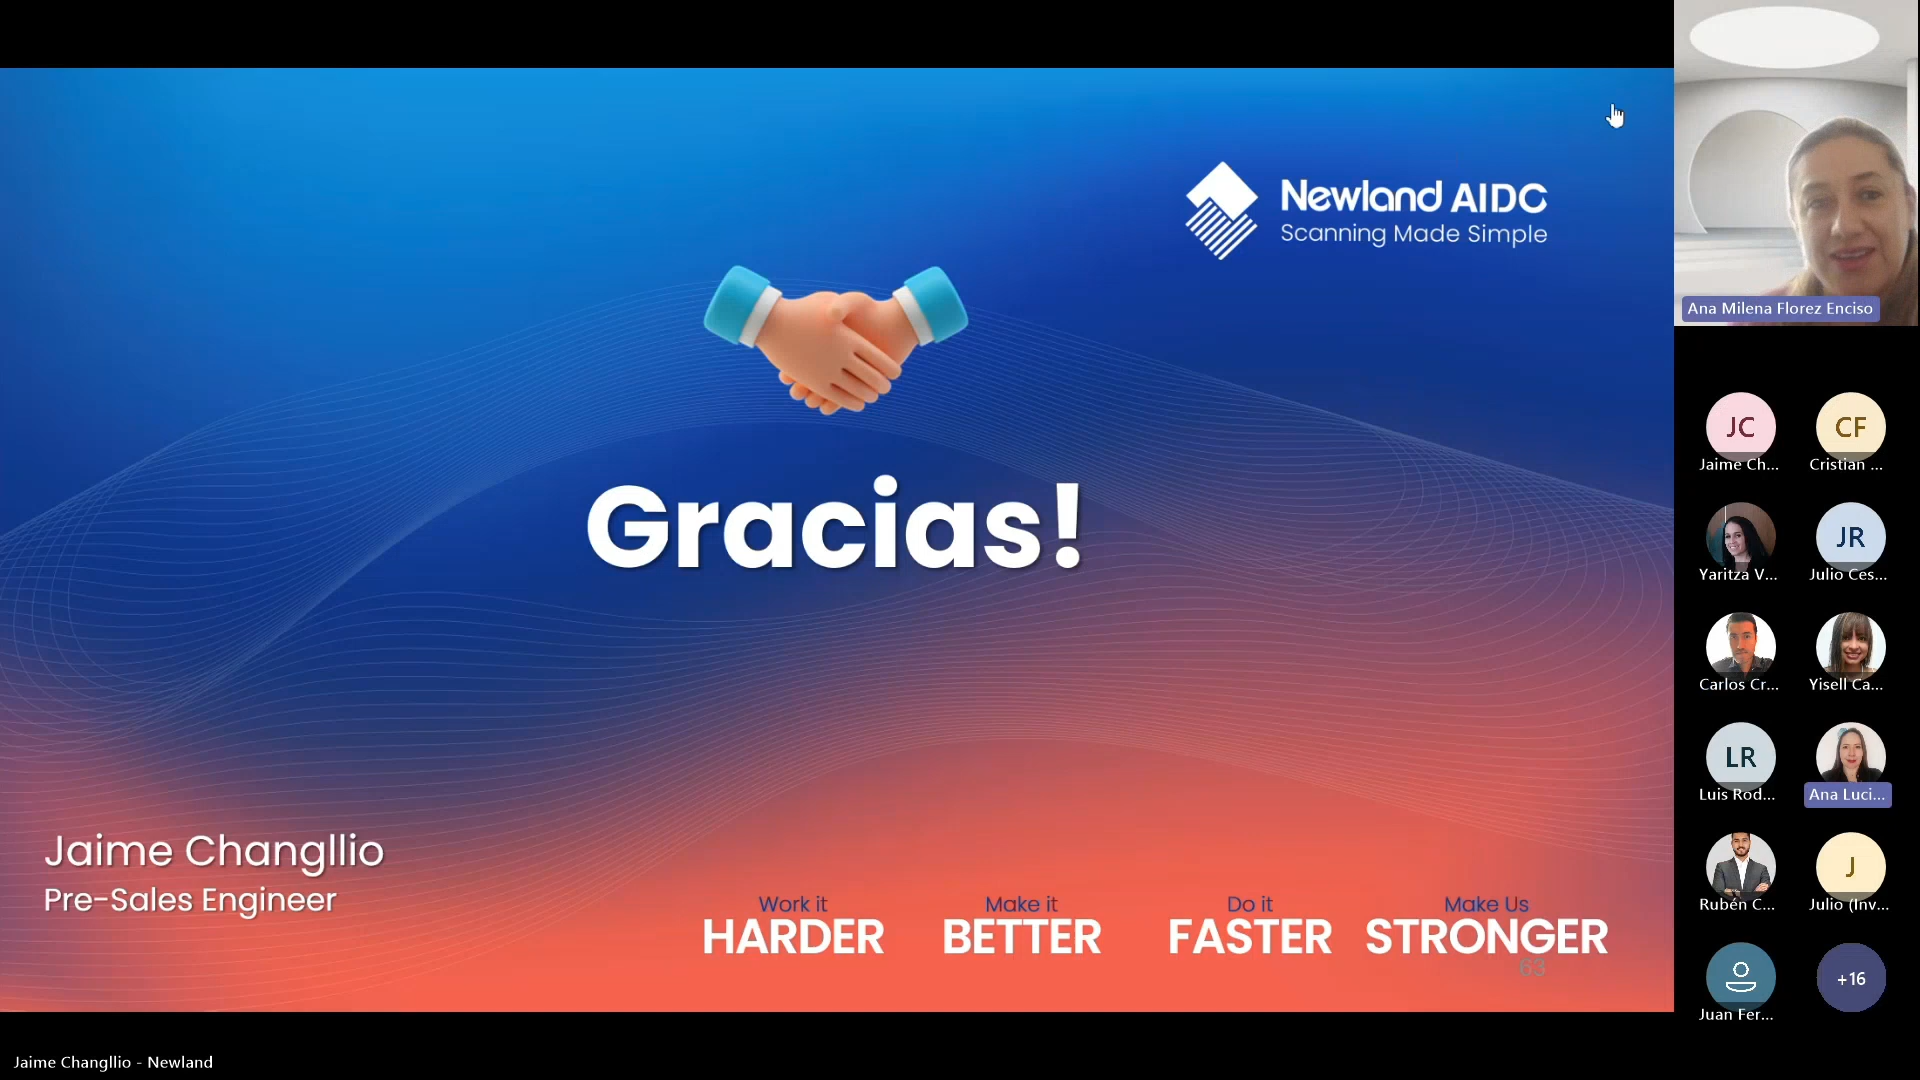 Newland AIDC
Scanning Made Simple
Gracias!
Jaime Changllio
Pre-Sales Engineer
Work it
HARDER
Make it
BETTER
Do it
FASTER
Make Us
STRONGER
63
Jaime Changllio - Newland
Ana Milena Florez Enciso
JC
Jaime Ch...
CF
Cristian ...
Yaritza V...
JR
Julio Ces...
Carlos Cr...
Yisell Ca...
LR
Luis Rod...
Ana Luci...
Rubén C...
J
Julio (Inv...
Juan Fer...
+16